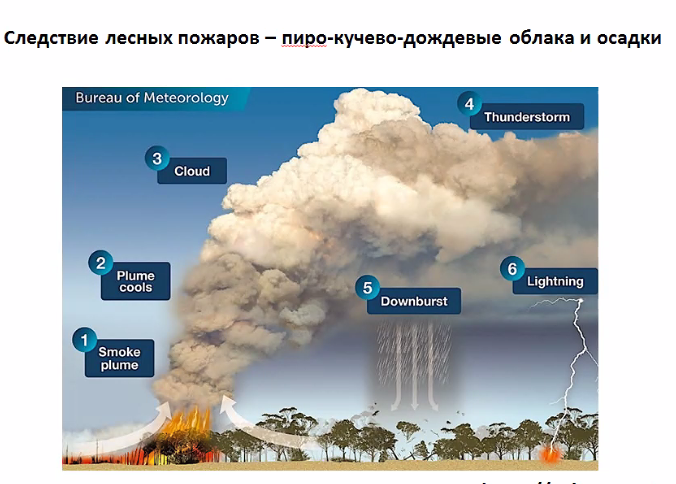 Следствие лесных пожаров – пиро-кучево-дождевые облака и осадки
Bureau of Meteorology
4
Thunderstorm
3
Cloud
2
Plume
cools
6
Lightning
5
Downburst
1
Smoke
plume